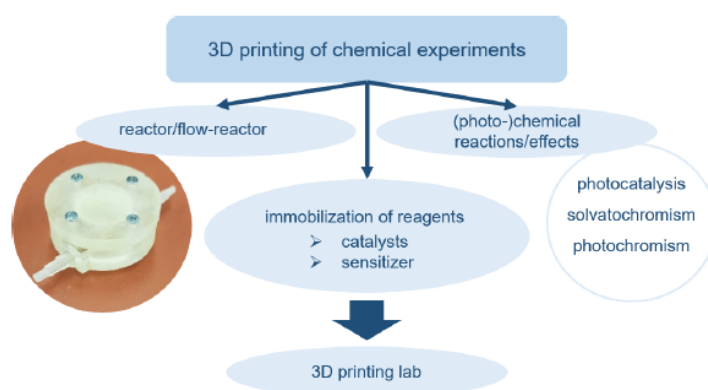 3D printing of chemical experiments
reactor/flow-reactor
(photo-)chemical
reactions/effects
photocatalysis
solvatochromism
photochromism
immobilization of reagents
➢ catalysts
➢ sensitizer
3D printing lab